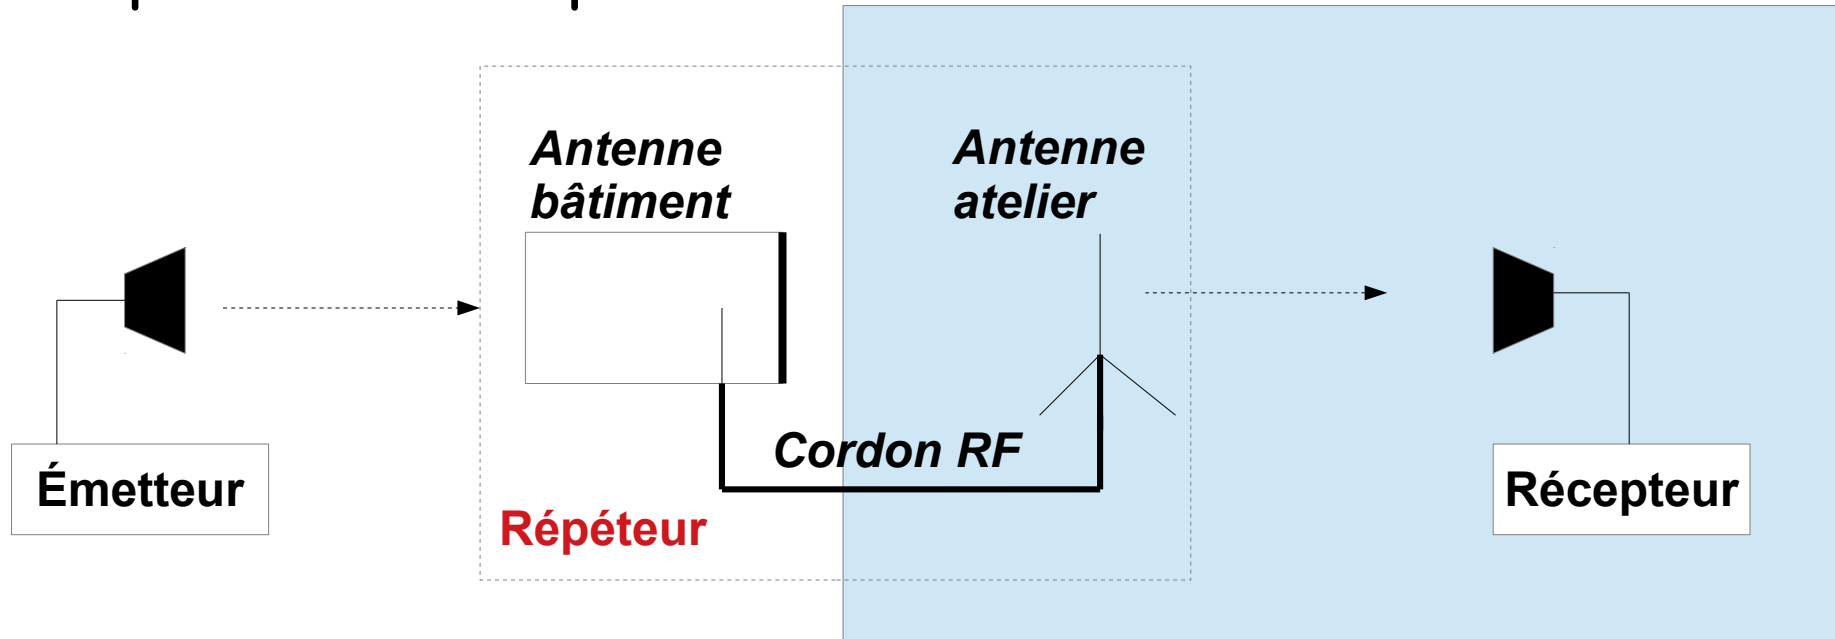 Antenne
bâtiment
Antenne
atelier
Cordon RF
Émetteur
Répéteur
Récepteur